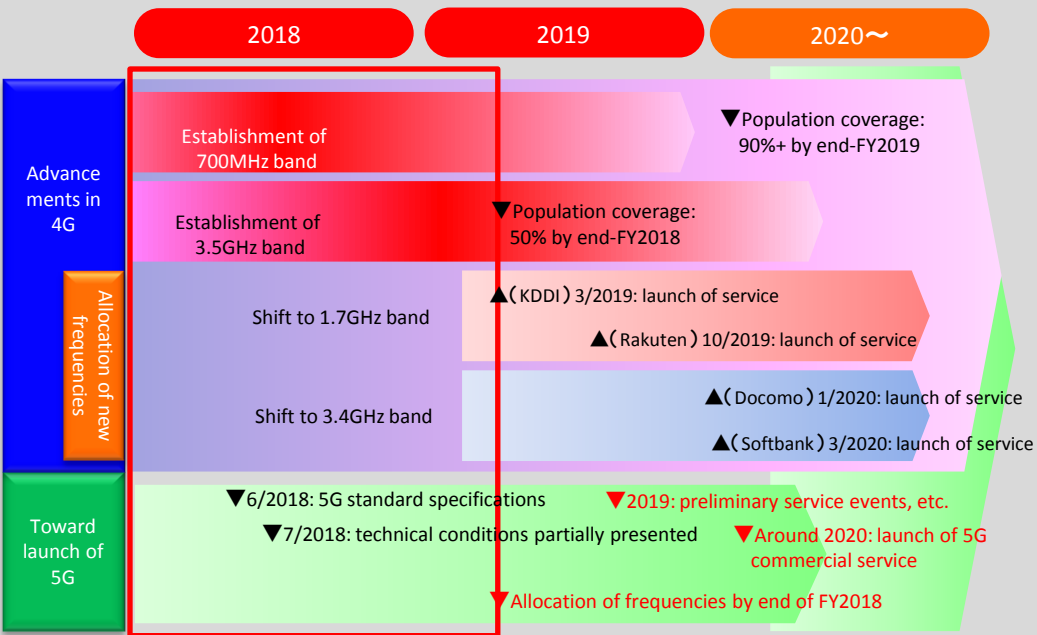 2018
2019
2020～
Advance
ments in
4G
Establishment of
700MHz band
▼Population coverage:
90%+ by end-FY2019
Establishment of
3.5GHz band
▼Population coverage:
50% by end-FY2018
Allocation of new
frequencies
Shift to 1.7GHz band
▲(KDDI) 3/2019: launch of service
▲(Rakuten) 10/2019: launch of service
Shift to 3.4GHz band
▲(Docomo) 1/2020: launch of service
▲(Softbank) 3/2020: launch of service
Toward
launch of
5G
▼6/2018: 5G standard specifications
▼2019: preliminary service events, etc.
▼7/2018: technical conditions partially presented
▼Around 2020: launch of 5G
commercial service
▼Allocation of frequencies by end of FY2018